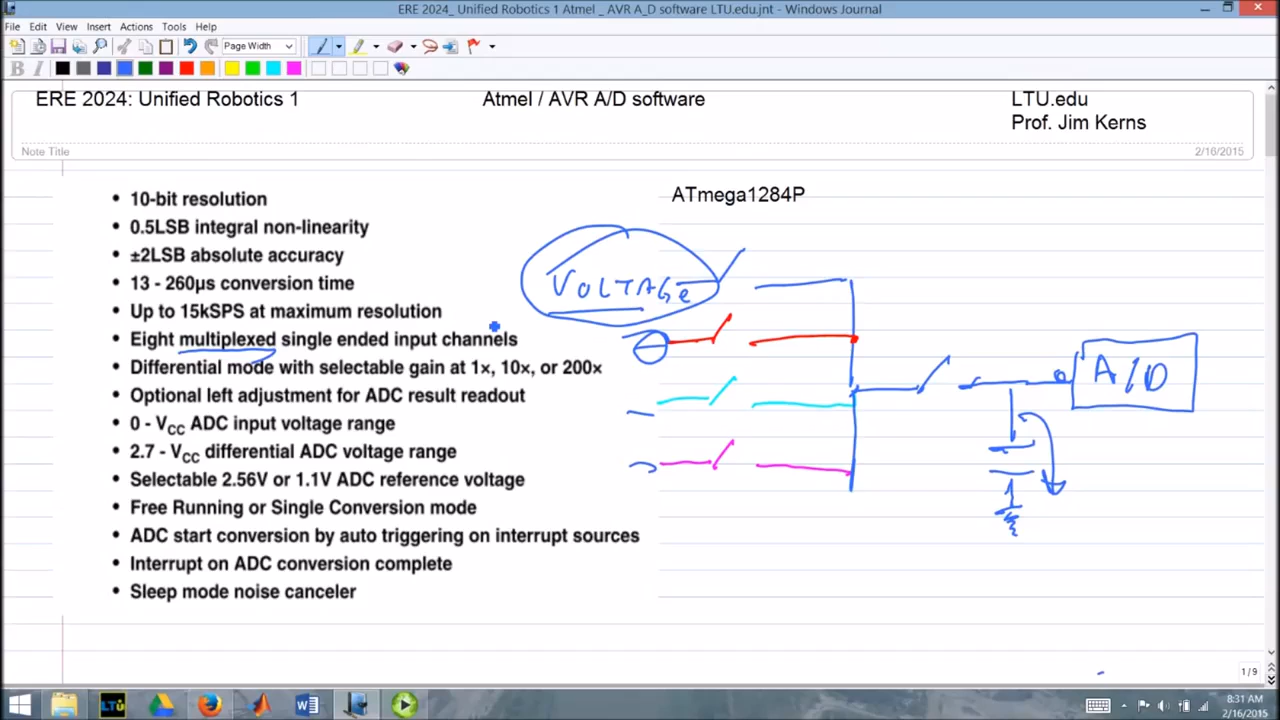 ERE 2024_ Unified Robotics 1 Atmel _ AVR A_D software LTU.edu.jnt - Windows Journal
File Edit View Insert Actions Tools Help
Page Width
B I
ERE 2024: Unified Robotics 1 Atmel / AVR A/D software LTU.edu
Prof. Jim Kerns
Note Title 2/16/2015
• 10-bit resolution
• 0.5LSB integral non-linearity
• ±2LSB absolute accuracy
• 13 - 260μs conversion time
• Up to 15kSPS at maximum resolution
• Eight multiplexed single ended input channels
• Differential mode with selectable gain at 1×, 10×, or 200×
• Optional left adjustment for ADC result readout
• 0 - VCC ADC input voltage range
• 2.7 - VCC differential ADC voltage range
• Selectable 2.56V or 1.1V ADC reference voltage
• Free Running or Single Conversion mode
• ADC start conversion by auto triggering on interrupt sources
• Interrupt on ADC conversion complete
• Sleep mode noise canceler
ATmega1284P
VOLTAGe
A/D
1/9
LTU
8:31 AM
2/16/2015